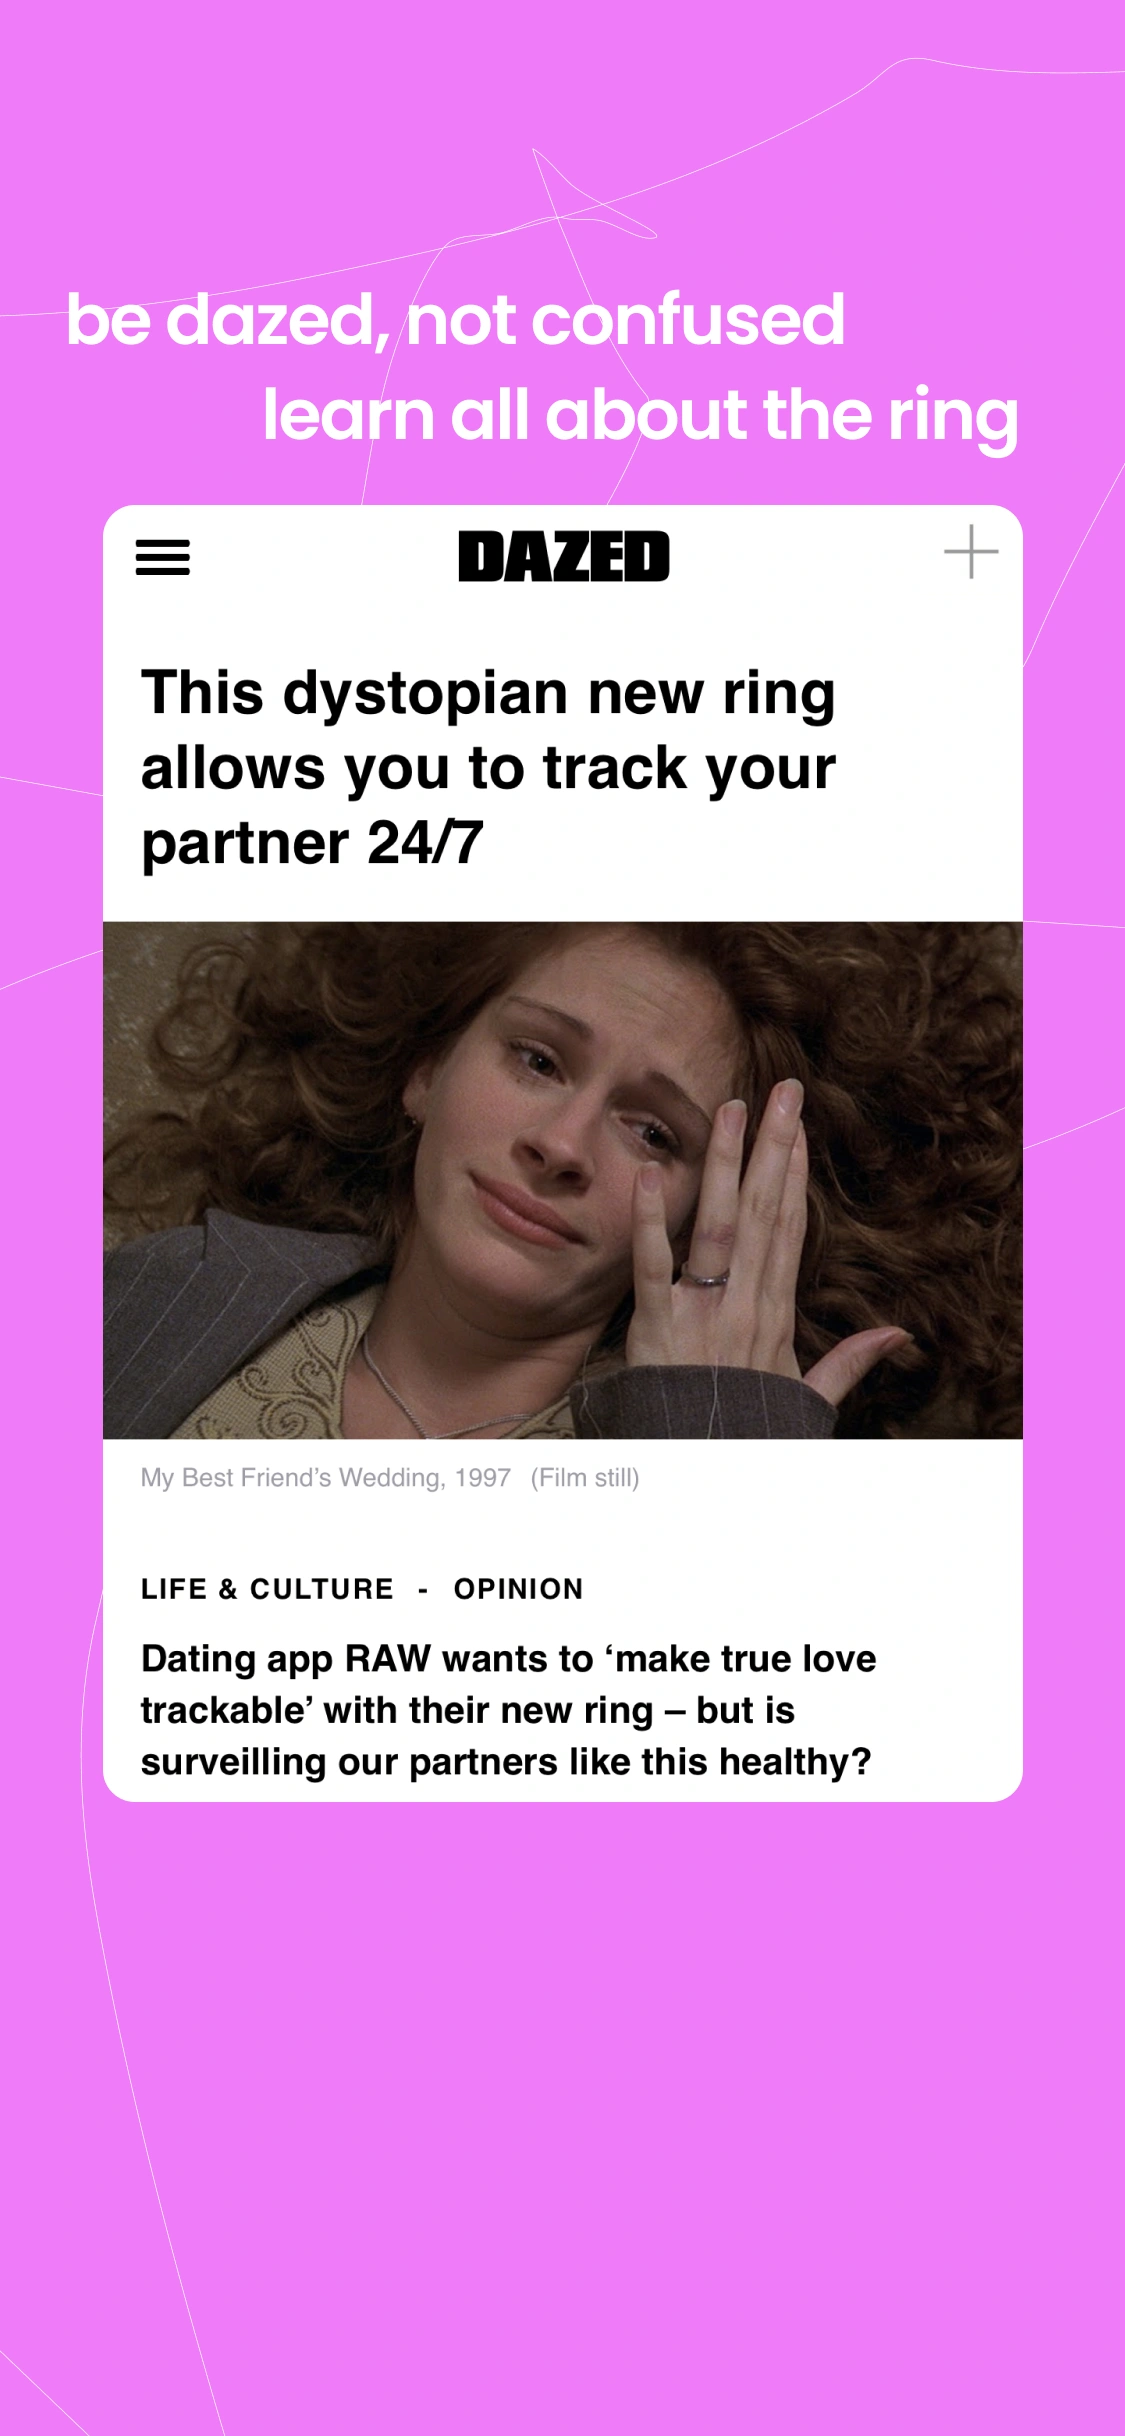 be dazed, not confused
learn all about the ring
DAZED
This dystopian new ring
allows you to track your
partner 24/7
My Best Friend’s Wedding, 1997 (Film still)
LIFE & CULTURE - OPINION
Dating app RAW wants to ‘make true love
trackable’ with their new ring – but is
surveilling our partners like this healthy?